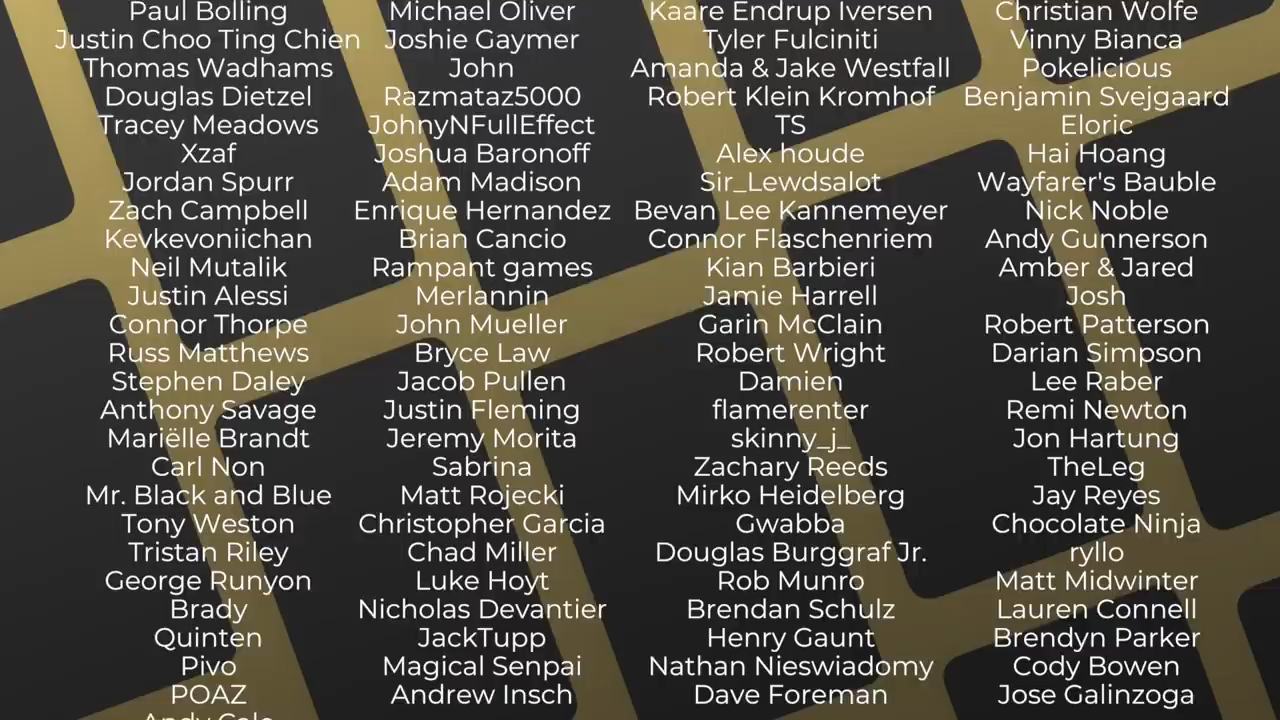 Paul Bolling
Justin Choo Ting Chien
Thomas Wadhams
Douglas Dietzel
Tracey Meadows
Xzaf
Jordan Spurr
Zach Campbell
Kevkevoniichan
Neil Mutalik
Justin Alessi
Connor Thorpe
Russ Matthews
Stephen Daley
Anthony Savage
Mariëlle Brandt
Carl Non
Mr. Black and Blue
Tony Weston
Tristan Riley
George Runyon
Brady
Quinten
Pivo
POAZ
Michael Oliver
Joshie Gaymer
John
Razmataz5000
JohnyNFullEffect
Joshua Baronoff
Adam Madison
Enrique Hernandez
Brian Cancio
Rampant games
Merlannin
John Mueller
Bryce Law
Jacob Pullen
Justin Fleming
Jeremy Morita
Sabrina
Matt Rojecki
Christopher Garcia
Chad Miller
Luke Hoyt
Nicholas Devantier
JackTupp
Magical Senpai
Andrew Insch
Kaare Endrup Iversen
Tyler Fulciniti
Amanda & Jake Westfall
Robert Klein Kromhof
TS
Alex houde
Sir_Lewdsalot
Bevan Lee Kannemeyer
Connor Flaschenriem
Kian Barbieri
Jamie Harrell
Garin McClain
Robert Wright
Damien
flamerenter
skinny_j_
Zachary Reeds
Mirko Heidelberg
Gwabba
Douglas Burggraf Jr.
Rob Munro
Brendan Schulz
Henry Gaunt
Nathan Nieswiadomy
Dave Foreman
Christian Wolfe
Vinny Bianca
Pokelicious
Benjamin Svejgaard
Eloric
Hai Hoang
Wayfarer's Bauble
Nick Noble
Andy Gunnerson
Amber & Jared
Josh
Robert Patterson
Darian Simpson
Lee Raber
Remi Newton
Jon Hartung
TheLeg
Jay Reyes
Chocolate Ninja
ryllo
Matt Midwinter
Lauren Connell
Brendyn Parker
Cody Bowen
Jose Galinzoga